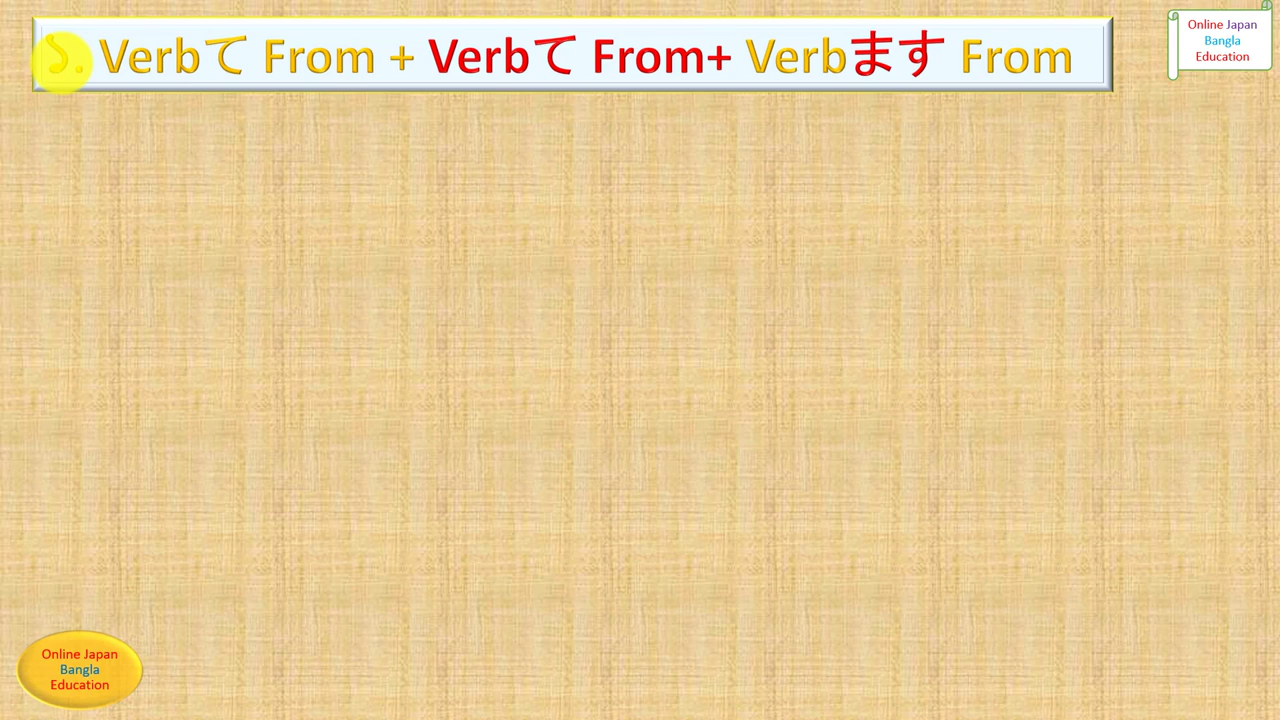 ১. Verbて From + Verbて From+ Verbます From
Online Japan
Bangla
Education
Online Japan
Bangla
Education